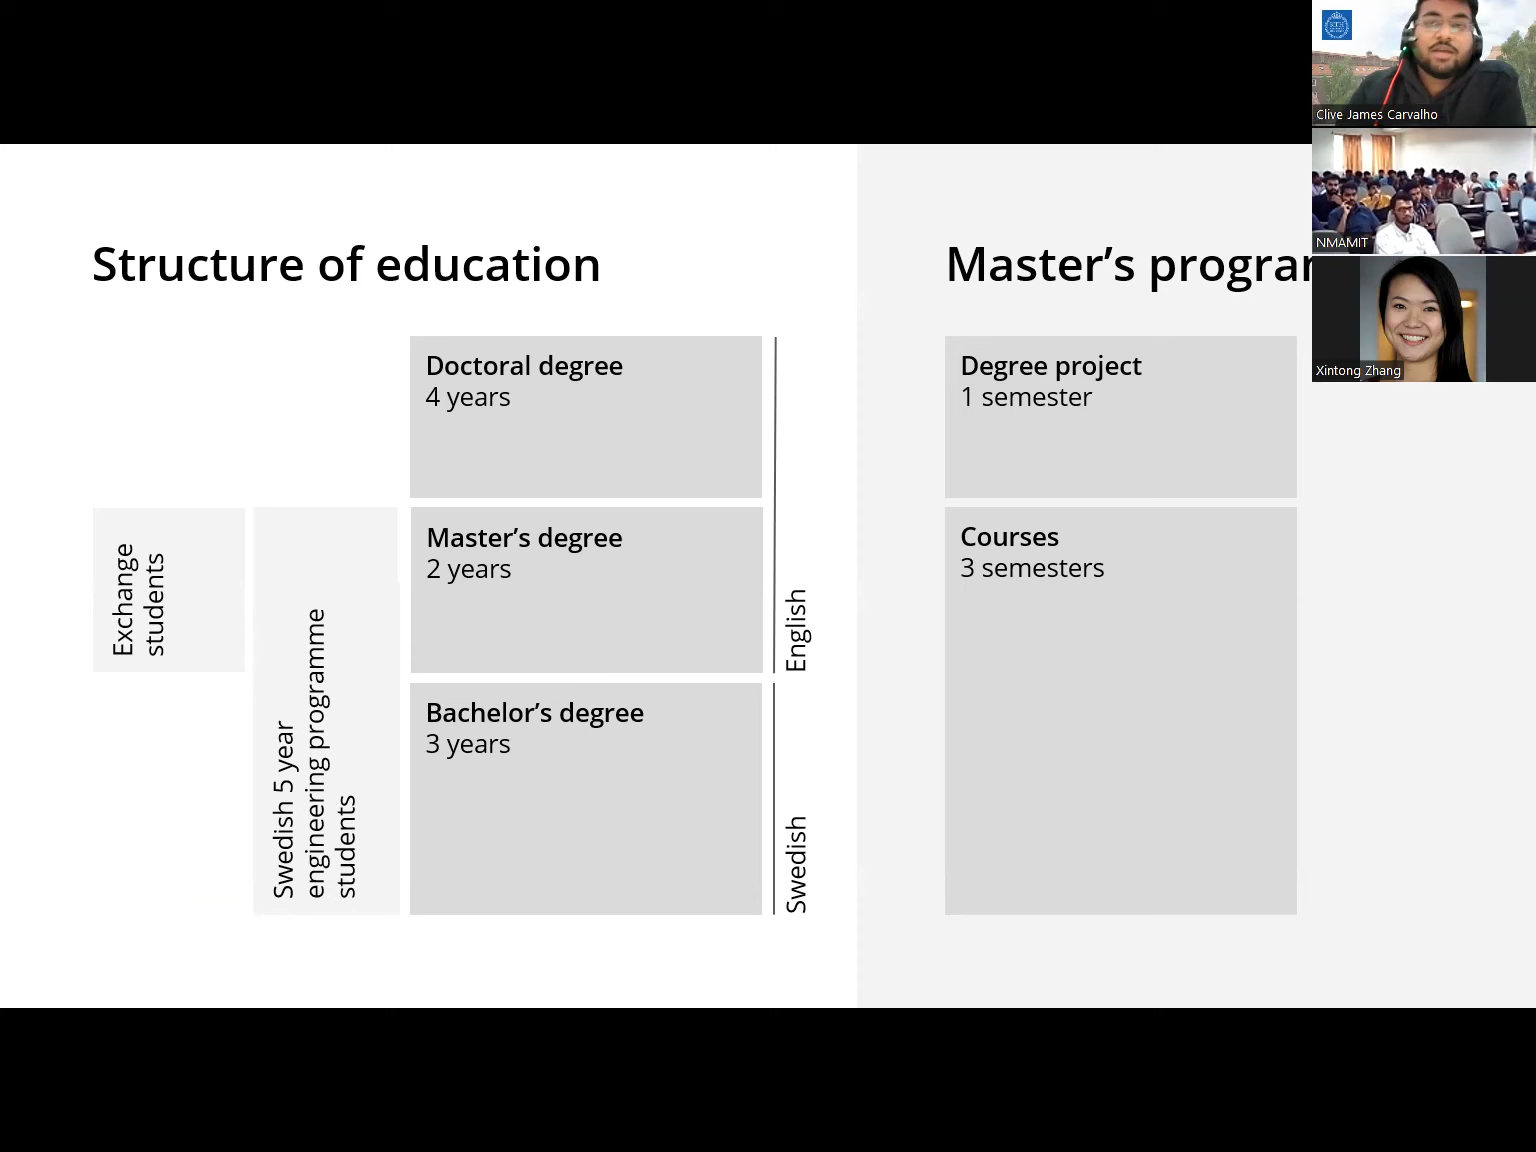 Structure of education
Doctoral degree
4 years
Master's degree
2 years
Bachelor's degree
3 years
Exchange
students
Swedish 5 year
engineering programme
students
English
Swedish
Master's
Degree project
1 semester
Courses
3 semesters
Clive James Carvalho
NMAMIT
Xintong Zhang
KTH